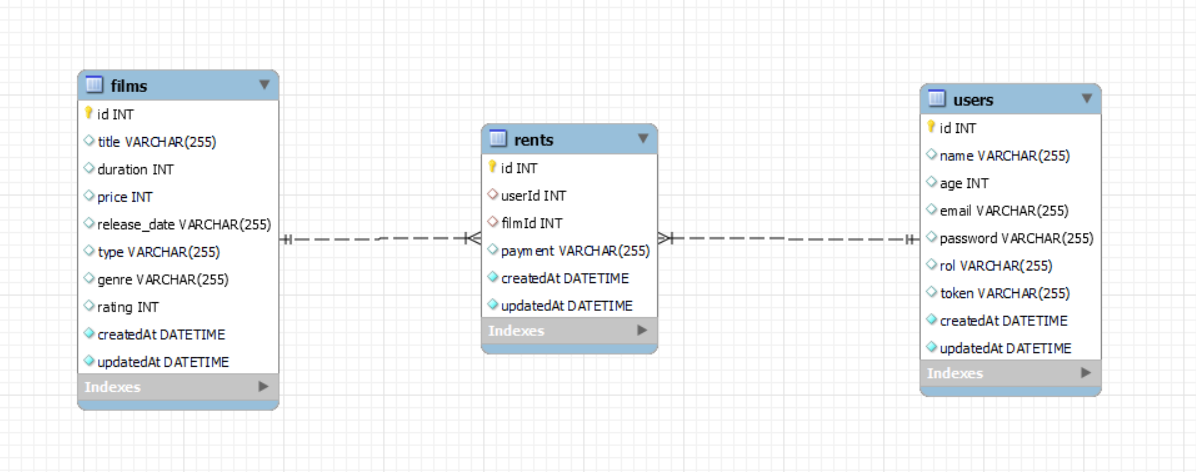 films
id INT
title VARCHAR(255)
duration INT
price INT
release_date VARCHAR(255)
type VARCHAR(255)
genre VARCHAR(255)
rating INT
createdAt DATETIME
updatedAt DATETIME
Indexes
rents
id INT
userId INT
filmId INT
payment VARCHAR(255)
createdAt DATETIME
updatedAt DATETIME
Indexes
users
id INT
name VARCHAR(255)
age INT
email VARCHAR(255)
password VARCHAR(255)
rol VARCHAR(255)
token VARCHAR(255)
createdAt DATETIME
updatedAt DATETIME
Indexes